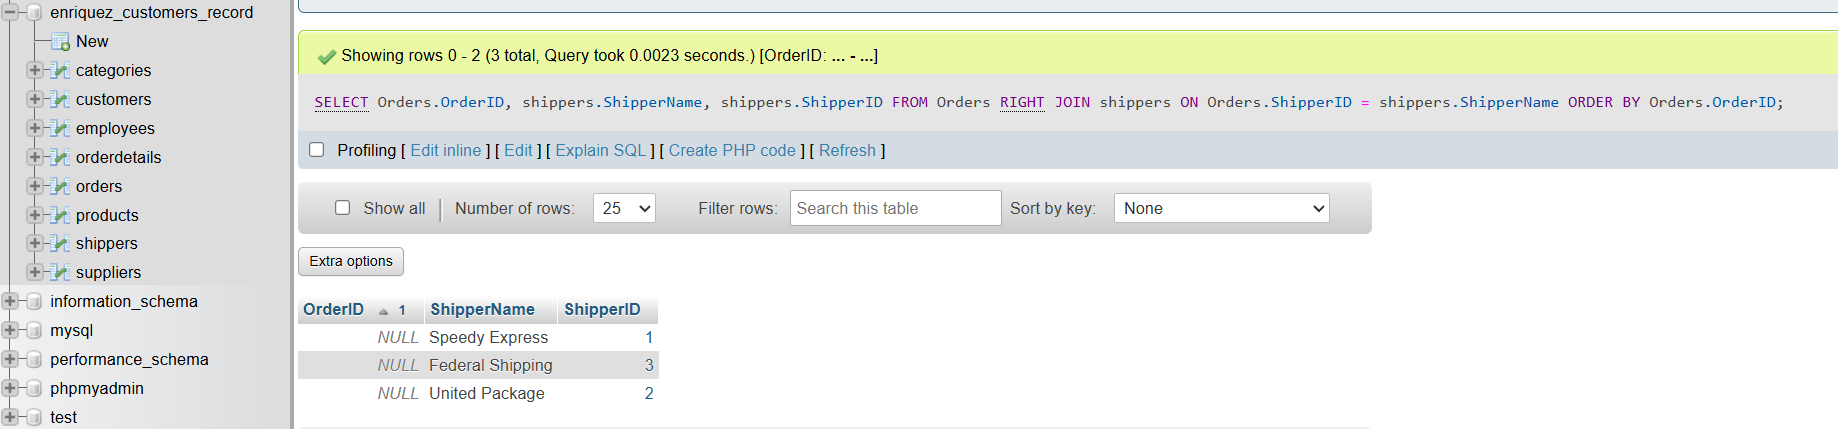 enriquez_customers_record
New
categories
customers
employees
orderdetails
orders
products
shippers
suppliers
information_schema
mysql
performance_schema
phpmyadmin
test
Showing rows 0 - 2 (3 total, Query took 0.0023 seconds.) [OrderID: ... - ...]
SELECT Orders.OrderID, shippers.ShipperName, shippers.ShipperID FROM Orders RIGHT JOIN shippers ON Orders.ShipperID = shippers.ShipperName ORDER BY Orders.OrderID;
Profiling [ Edit inline ] [ Edit ] [ Explain SQL ] [ Create PHP code ] [ Refresh ]
Show all Number of rows: 25 Filter rows: Search this table Sort by key: None
Extra options
OrderID 1 ShipperName ShipperID
NULL Speedy Express 1
NULL Federal Shipping 3
NULL United Package 2